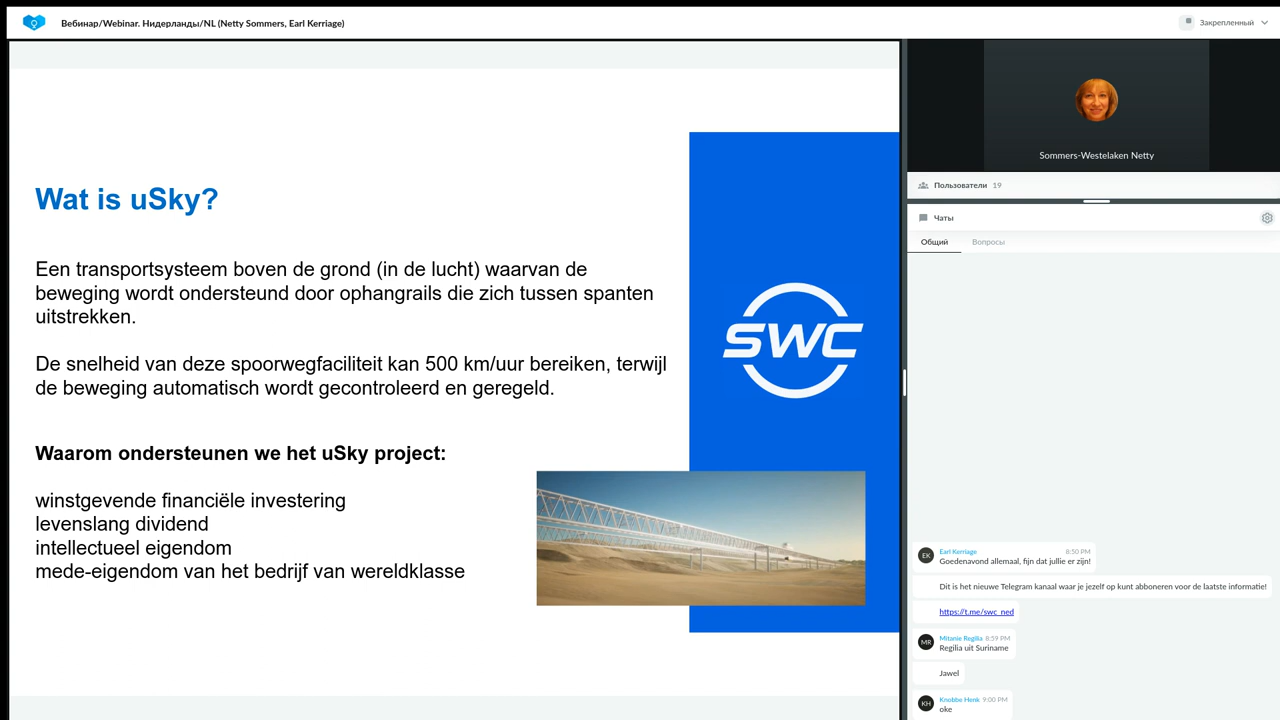 Вебинар/Webinar. Нидерланды/NL (Netty Sommers, Earl Kerriage)
Закрепленный
Wat is uSky?
Een transportsysteem boven de grond (in de lucht) waarvan de
beweging wordt ondersteund door ophangrails die zich tussen spanten
uitstrekken.
De snelheid van deze spoorwegfaciliteit kan 500 km/uur bereiken, terwijl
de beweging automatisch wordt gecontroleerd en geregeld.
Waarom ondersteunen we het uSky project:
winstgevende financiële investering
levenslang dividend
intellectueel eigendom
mede-eigendom van het bedrijf van wereldklasse
SWC
Sommers-Westelaken Netty
Пользователи 19
Чаты
Общий Вопросы
EK Earl Kerriage 8:50 PM
Goedenavond allemaal, fijn dat jullie er zijn!
Dit is het nieuwe Telegram kanaal waar je jezelf op kunt abboneren voor de laatste informatie!
https://t.me/swc_ned
MR Mitanie Regilia 8:59 PM
Regilia uit Suriname
Jawel
KH Knobbe Henk 9:00 PM
oke